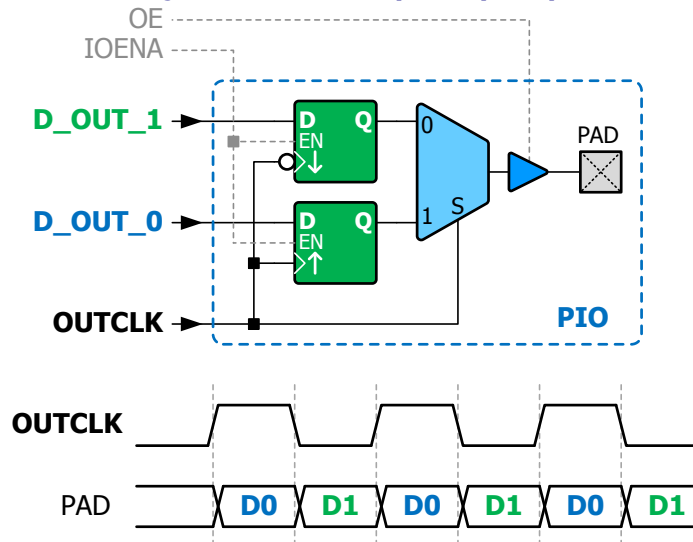 OE
IOENA
D_OUT_1
D Q
EN
0
PAD
D_OUT_0
D Q
EN
1
S
OUTCLK
PIO
OUTCLK
PAD
D0 D1 D0 D1 D0 D1